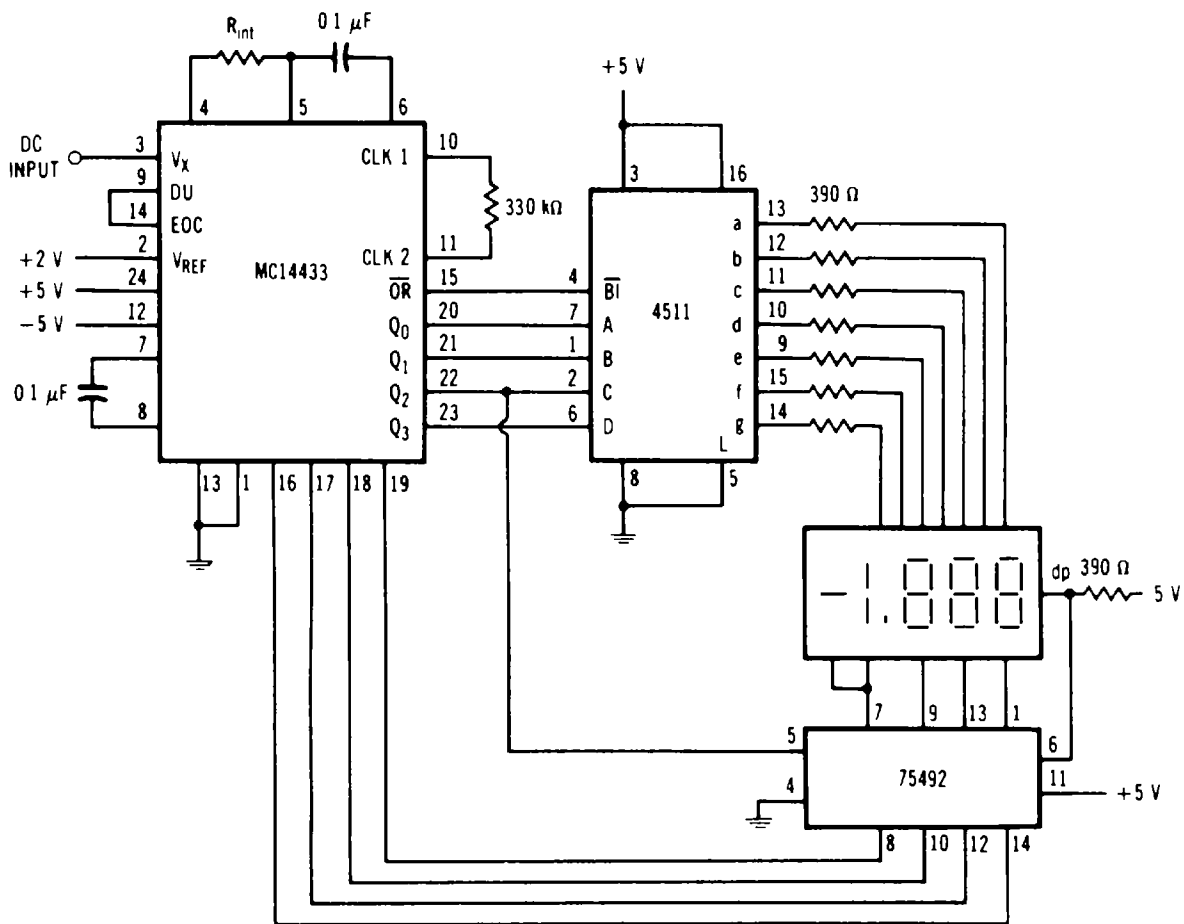 R_int
0 1 μF
4
5
6
+5 V
DC INPUT
3
V_X
9
DU
14
EOC
2
+2 V
V_REF
24
+5 V
12
-5 V
7
0 1 μF
8
MC14433
CLK 1
10
330 kΩ
CLK 2
11
O̅R̅
15
Q_0
20
Q_1
21
Q_2
22
Q_3
23
13
1
16
17
18
19
3
16
4
B̅I̅
7
A
1
B
2
C
6
D
4511
390 Ω
a
13
b
12
c
11
d
10
e
9
f
15
g
14
L
8
5
-1.888
dp
390 Ω
5 V
7
9
13
1
5
4
75492
6
11
+5 V
8
10
12
14